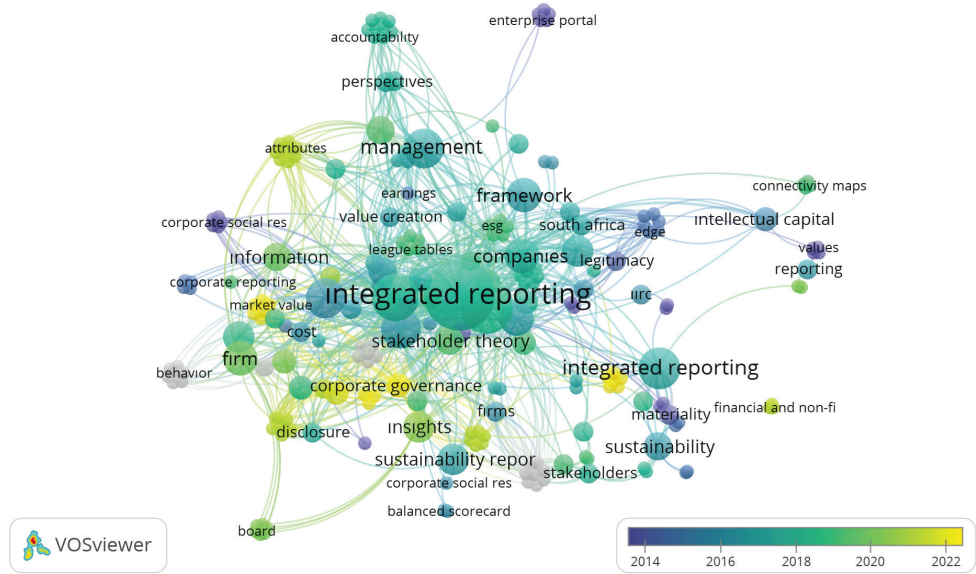 enterprise portal
accountability
perspectives
attributes
management
connectivity maps
earnings
framework
corporate social res
value creation
esg
south africa
edge
intellectual capital
information
league tables
companies
legitimacy
values
reporting
corporate reporting
market value
integrated reporting
iirc
cost
stakeholder theory
firm
behavior
integrated reporting
corporate governance
firms
materiality
financial and non-fi
disclosure
insights
sustainability
sustainability repor
stakeholders
corporate social res
balanced scorecard
board
VOSviewer
2014 2016 2018 2020 2022